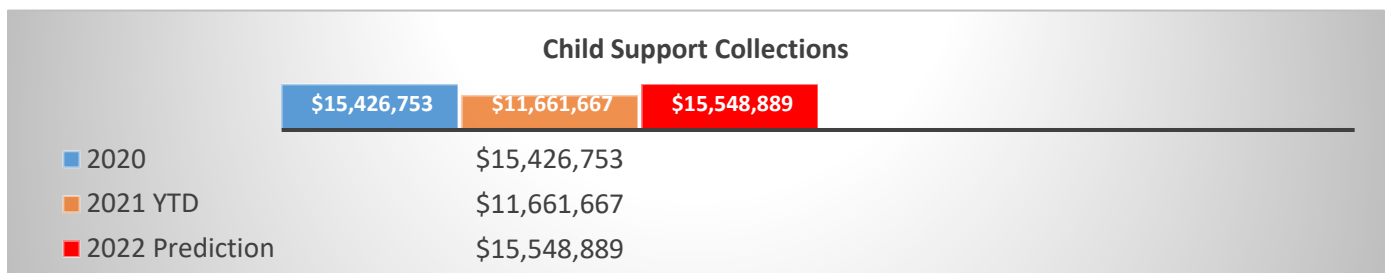 Child Support Collections
$15,426,753 $11,661,667 $15,548,889
2020 $15,426,753
2021 YTD $11,661,667
2022 Prediction $15,548,889